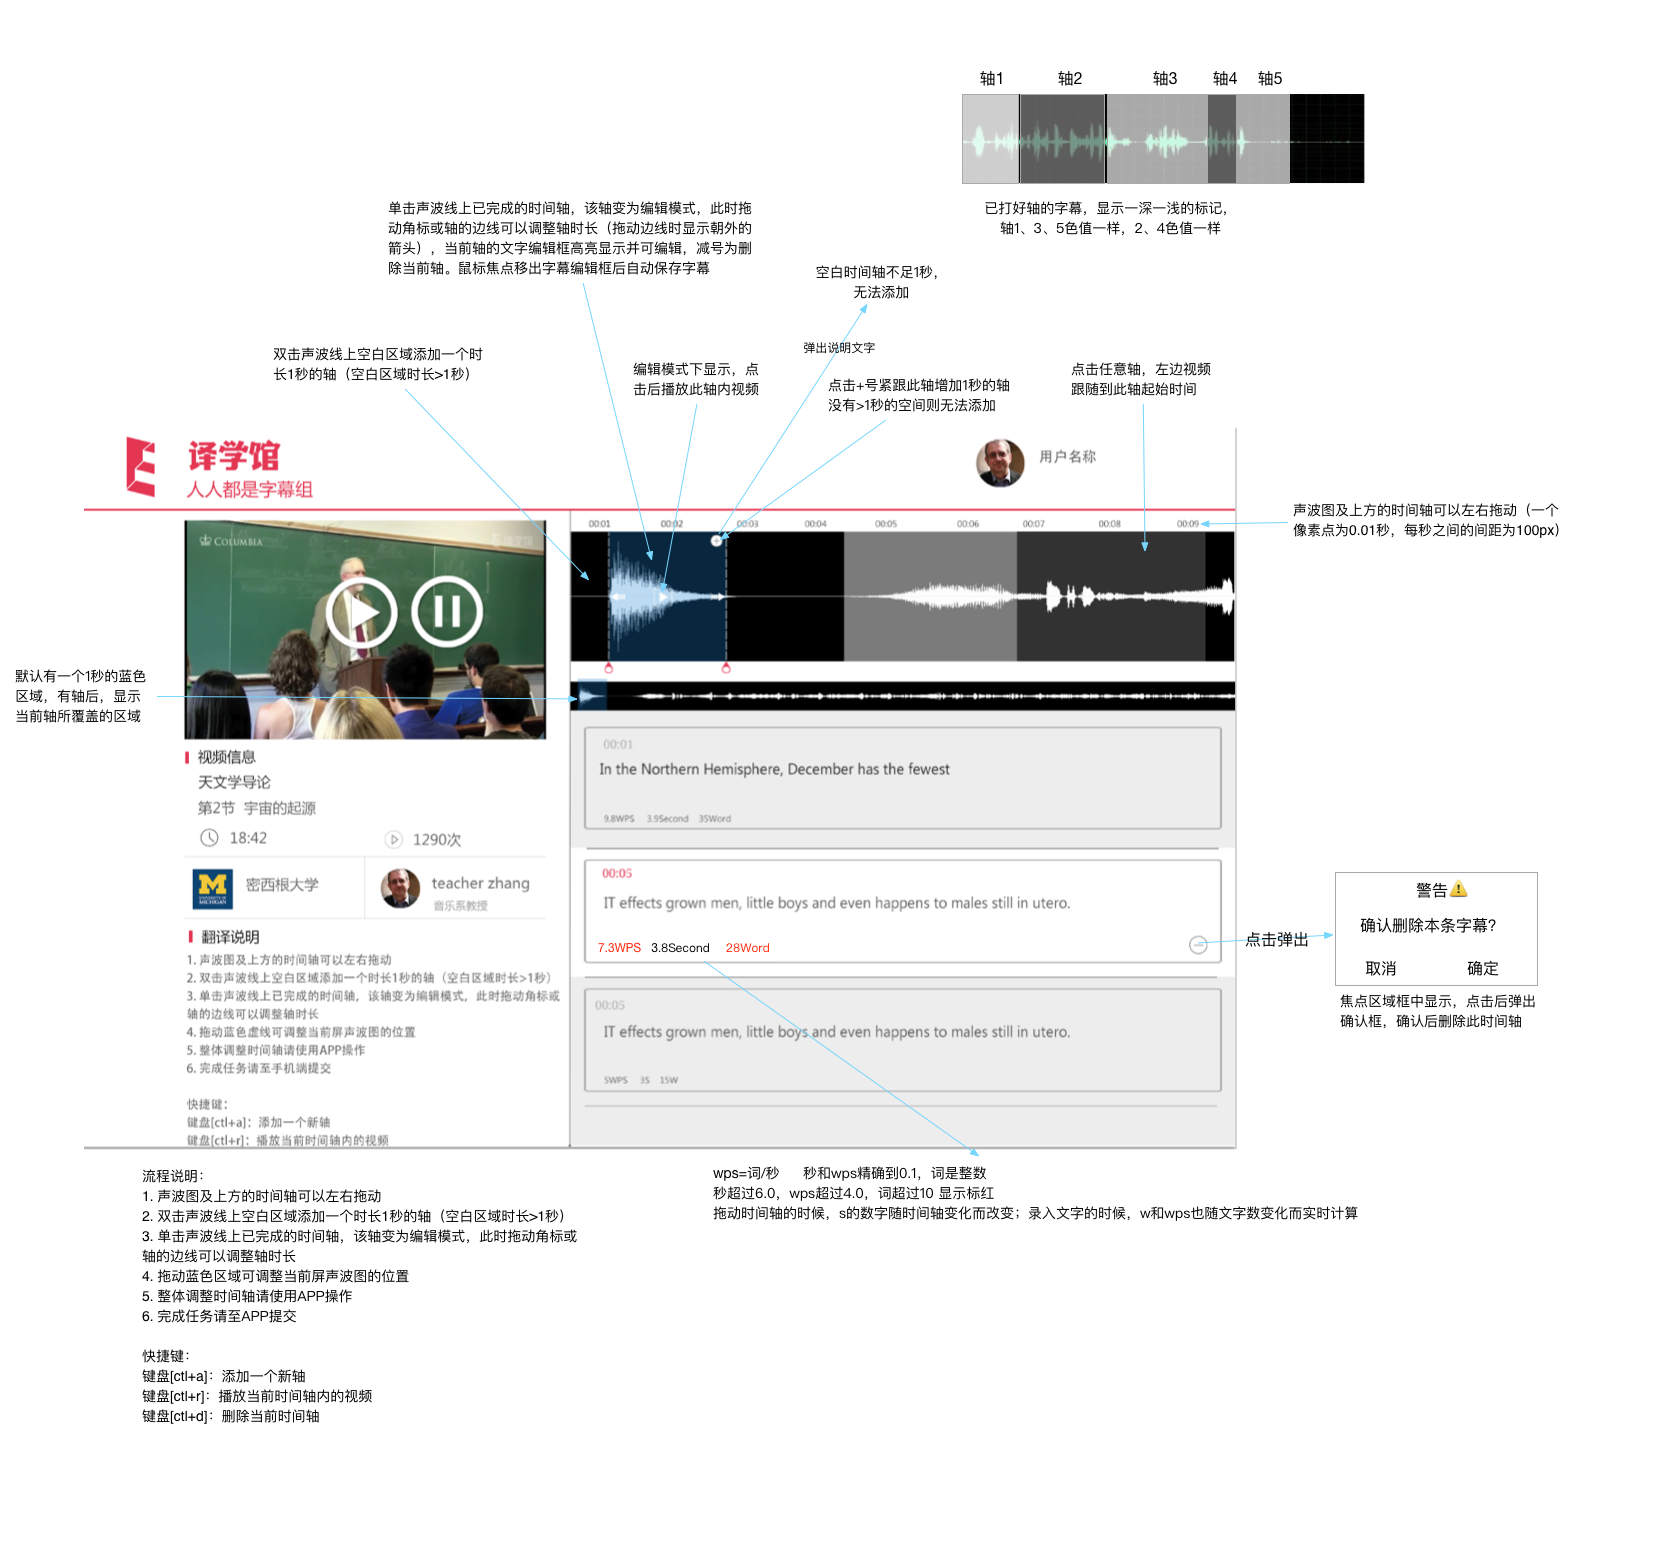 轴1 轴2 轴3 轴4 轴5
已打好轴的字幕，显示一深一浅的标记，
轴1、3、5色值一样，2、4色值一样
单击声波线上已完成的时间轴，该轴变为编辑模式，此时拖
动角标或轴的边线可以调整轴时长（拖动边线时显示朝外的
箭头），当前轴的文字编辑框高亮显示并可编辑，减号为删
除当前轴。鼠标焦点移出字幕编辑框后自动保存字幕
空白时间轴不足1秒，
无法添加
弹出说明文字
双击声波线上空白区域添加一个时
长1秒的轴（空白区域时长>1秒）
编辑模式下显示，点
击后播放此轴内视频
点击+号紧跟此轴增加1秒的轴
没有>1秒的空间则无法添加
点击任意轴，左边视频
跟随到此轴起始时间
译学馆
人人都是字幕组
用户名称
声波图及上方的时间轴可以左右拖动（一个
像素点为0.01秒，每秒之间的间距为100px）
00:01 00:02 00:03 00:04 00:05 00:06 00:07 00:08 00:09
COLUMBIA
译学馆
默认有一个1秒的蓝色
区域，有轴后，显示
当前轴所覆盖的区域
视频信息
天文学导论
第2节 宇宙的起源
18:42 1290次
M
密西根大学
teacher zhang
音乐系教授
翻译说明
1. 声波图及上方的时间轴可以左右拖动
2. 双击声波线上空白区域添加一个时长1秒的轴（空白区域时长>1秒）
3. 单击声波线上已完成的时间轴，该轴变为编辑模式，此时拖动角标或
轴的边线可以调整轴时长
4. 拖动蓝色虚线可调整当前屏声波图的位置
5. 整体调整时间轴请使用APP操作
6. 完成任务请至手机端提交
快捷键：
键盘[ctl+a]：添加一个新轴
键盘[ctl+r]：播放当前时间轴内的视频
00:01
In the Northern Hemisphere, December has the fewest
9.8WPS 3.9Second 35Word
00:05
IT effects grown men, little boys and even happens to males still in utero.
7.3WPS 3.8Second 28Word
00:05
IT effects grown men, little boys and even happens to males still in utero.
5WPS 3S 15W
点击弹出
警告
确认删除本条字幕?
取消 确定
焦点区域框中显示，点击后弹出
确认框，确认后删除此时间轴
wps=词/秒 秒和wps精确到0.1，词是整数
秒超过6.0，wps超过4.0，词超过10 显示标红
拖动时间轴的时候，s的数字随时间轴变化而改变；录入文字的时候，w和wps也随文字数变化而实时计算
流程说明：
1. 声波图及上方的时间轴可以左右拖动
2. 双击声波线上空白区域添加一个时长1秒的轴（空白区域时长>1秒）
3. 单击声波线上已完成的时间轴，该轴变为编辑模式，此时拖动角标或
轴的边线可以调整轴时长
4. 拖动蓝色区域可调整当前屏声波图的位置
5. 整体调整时间轴请使用APP操作
6. 完成任务请至APP提交
快捷键：
键盘[ctl+a]：添加一个新轴
键盘[ctl+r]：播放当前时间轴内的视频
键盘[ctl+d]：删除当前时间轴